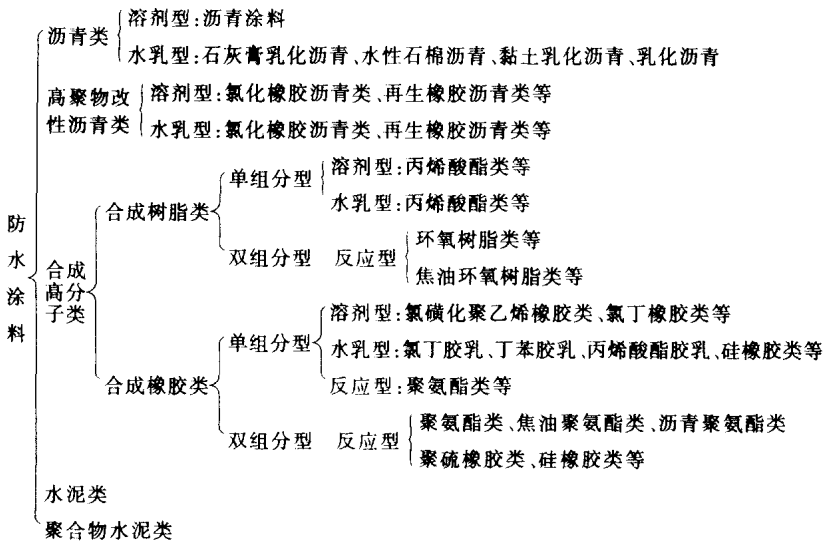 防水涂料
沥青类
溶剂型:沥青涂料
水乳型:石灰膏乳化沥青、水性石棉沥青、黏土乳化沥青、乳化沥青
高聚物改
性沥青类
溶剂型:氯化橡胶沥青类、再生橡胶沥青类等
水乳型:氯化橡胶沥青类、再生橡胶沥青类等
合成
高分
子类
合成树脂类
单组分型
溶剂型:丙烯酸酯类等
水乳型:丙烯酸酯类等
双组分型 反应型
环氧树脂类等
焦油环氧树脂类等
合成橡胶类
单组分型
溶剂型:氯磺化聚乙烯橡胶类、氯丁橡胶类等
水乳型:氯丁胶乳、丁苯胶乳、丙烯酸酯胶乳、硅橡胶类等
反应型:聚氨酯类等
双组分型 反应型
聚氨酯类、焦油聚氨酯类、沥青聚氨酯类
聚硫橡胶类、硅橡胶类等
水泥类
聚合物水泥类